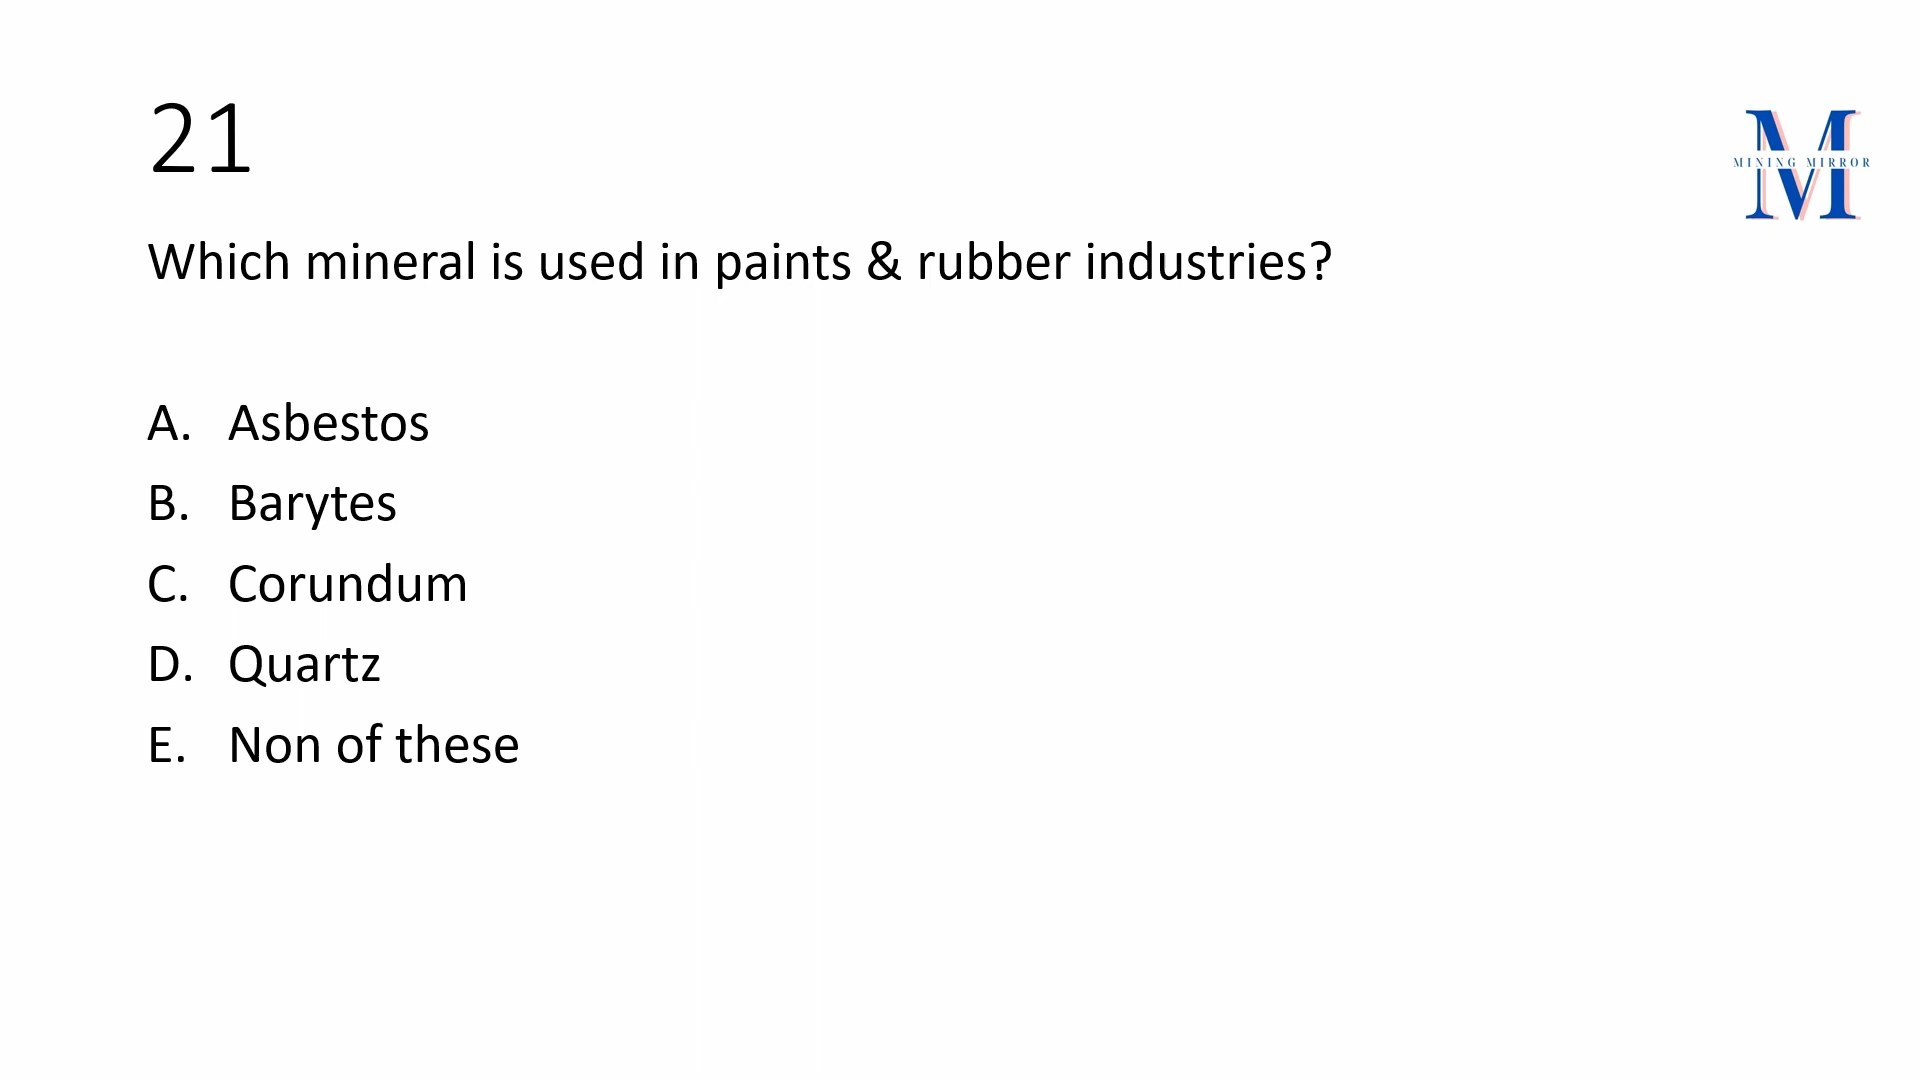 21
MINING MIRROR
Which mineral is used in paints & rubber industries?
A. Asbestos
B. Barytes
C. Corundum
D. Quartz
E. Non of these